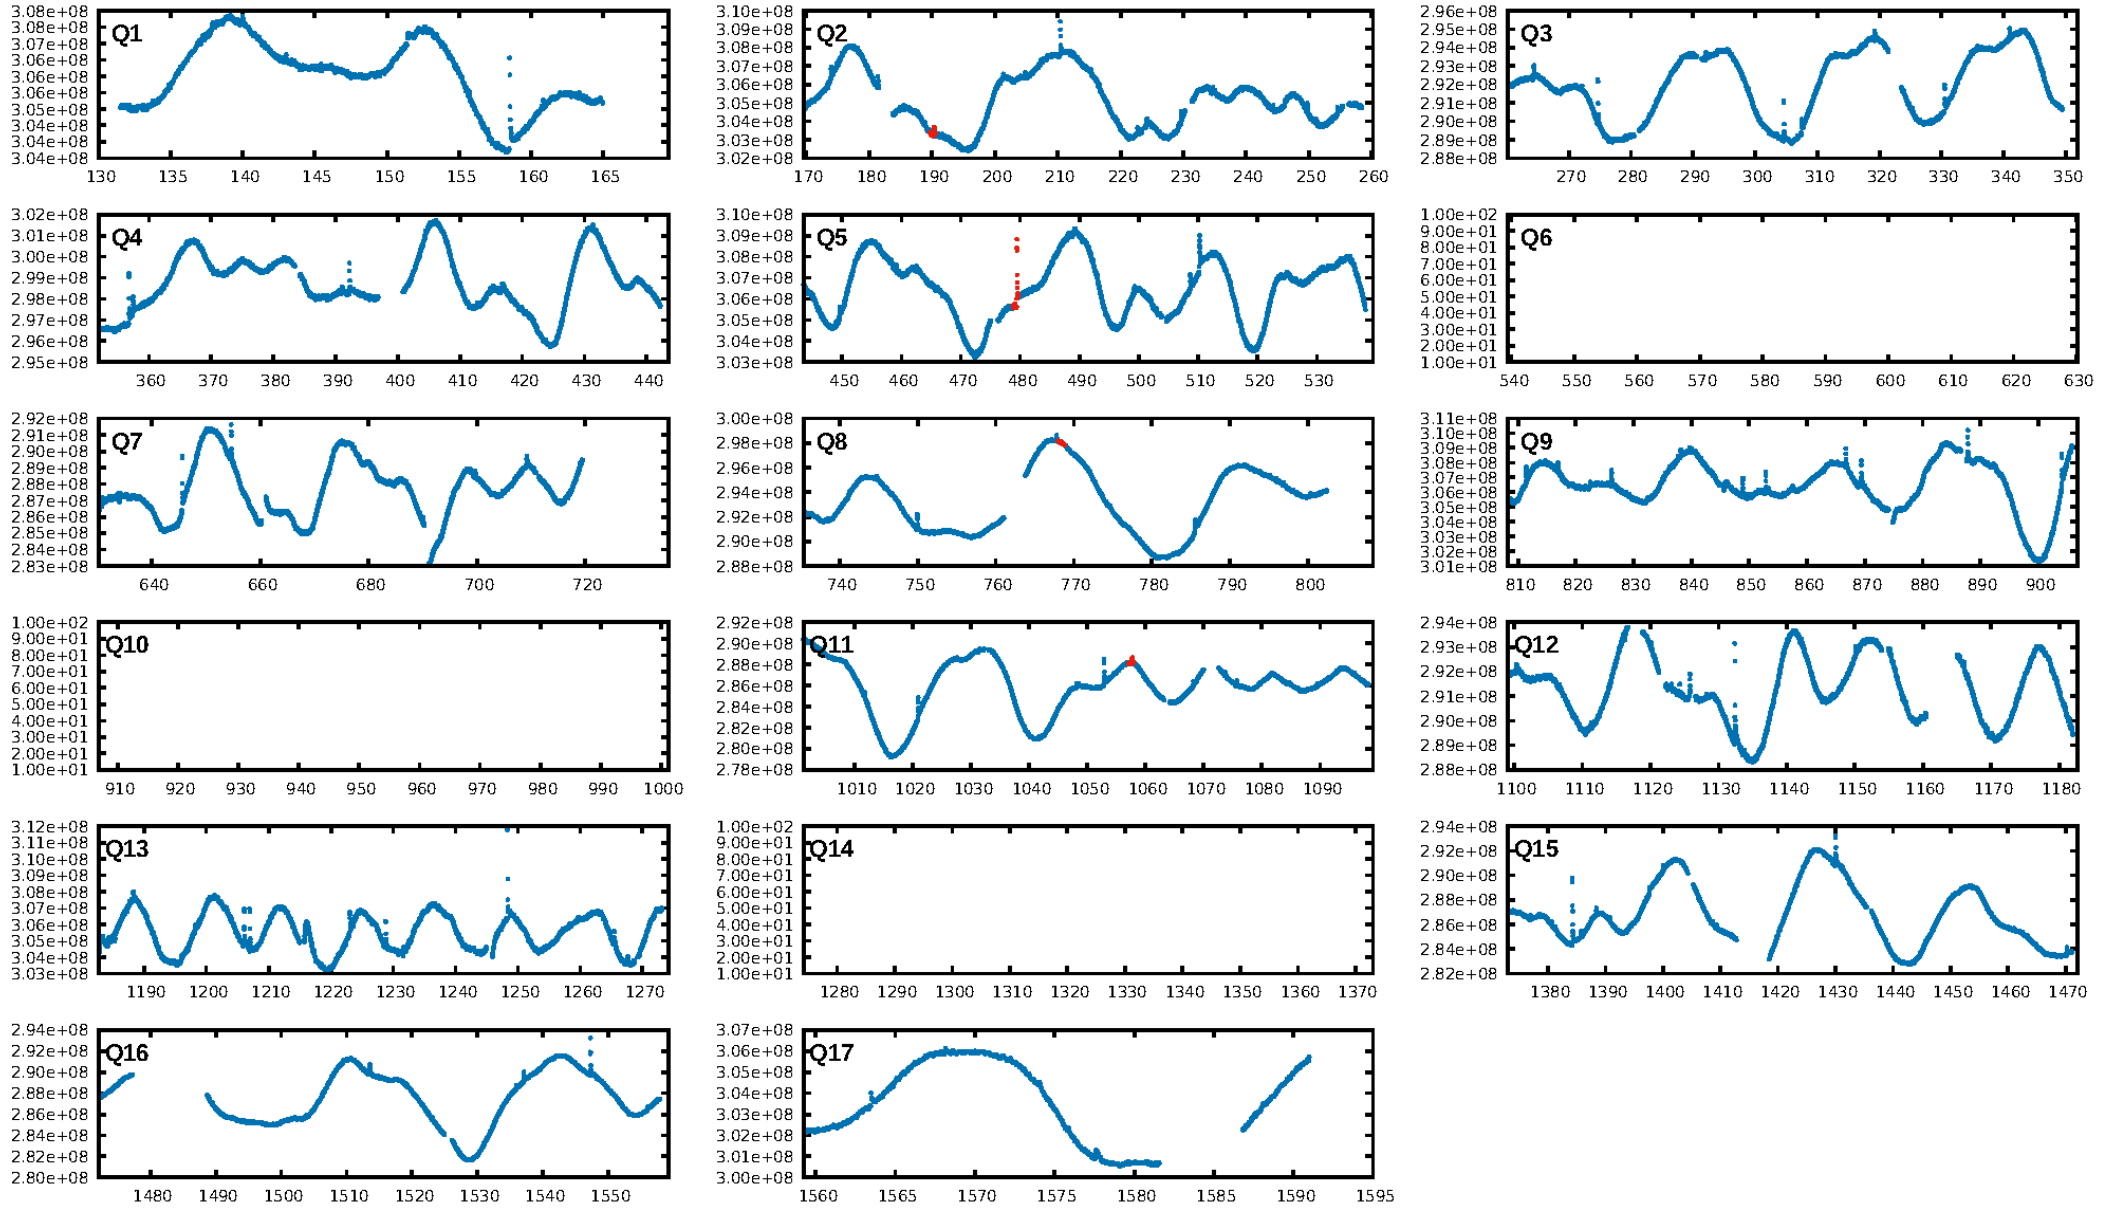 3.08e+08 3.07e+08 3.06e+08 3.06e+08 3.05e+08 3.05e+08 3.04e+08 3.04e+08
Q1
130 135 140 145 150 155 160 165
3.10e+08 3.09e+08 3.08e+08 3.07e+08 3.06e+08 3.05e+08 3.04e+08 3.03e+08 3.02e+08
Q2
170 180 190 200 210 220 230 240 250 260
2.96e+08 2.95e+08 2.94e+08 2.93e+08 2.92e+08 2.91e+08 2.90e+08 2.89e+08 2.88e+08
Q3
270 280 290 300 310 320 330 340 350
3.02e+08 3.01e+08 3.00e+08 2.99e+08 2.98e+08 2.97e+08 2.96e+08 2.95e+08
Q4
360 370 380 390 400 410 420 430 440
3.10e+08 3.09e+08 3.07e+08 3.06e+08 3.05e+08 3.04e+08 3.03e+08
Q5
450 460 470 480 490 500 510 520 530
1.00e+02 9.00e+01 8.00e+01 7.00e+01 6.00e+01 5.00e+01 4.00e+01 3.00e+01 2.00e+01 1.00e+01
Q6
540 550 560 570 580 590 600 610 620 630
2.92e+08 2.91e+08 2.90e+08 2.89e+08 2.88e+08 2.87e+08 2.86e+08 2.85e+08 2.84e+08 2.83e+08
Q7
640 660 680 700 720
3.00e+08 2.98e+08 2.96e+08 2.94e+08 2.92e+08 2.90e+08 2.88e+08
Q8
740 750 760 770 780 790 800
3.11e+08 3.10e+08 3.09e+08 3.08e+08 3.07e+08 3.06e+08 3.05e+08 3.04e+08 3.03e+08 3.02e+08 3.01e+08
Q9
810 820 830 840 850 860 870 880 890 900
1.00e+02 9.00e+01 8.00e+01 7.00e+01 6.00e+01 5.00e+01 4.00e+01 3.00e+01 2.00e+01 1.00e+01
Q10
910 920 930 940 950 960 970 980 990 1000
2.92e+08 2.90e+08 2.88e+08 2.86e+08 2.84e+08 2.82e+08 2.80e+08 2.78e+08
Q11
1010 1020 1030 1040 1050 1060 1070 1080 1090
2.94e+08 2.93e+08 2.92e+08 2.91e+08 2.90e+08 2.89e+08 2.88e+08
Q12
1100 1110 1120 1130 1140 1150 1160 1170 1180
3.12e+08 3.11e+08 3.10e+08 3.09e+08 3.08e+08 3.07e+08 3.06e+08 3.05e+08 3.04e+08 3.03e+08
Q13
1190 1200 1210 1220 1230 1240 1250 1260 1270
1.00e+02 9.00e+01 8.00e+01 7.00e+01 6.00e+01 5.00e+01 4.00e+01 3.00e+01 2.00e+01 1.00e+01
Q14
1280 1290 1300 1310 1320 1330 1340 1350 1360 1370
2.94e+08 2.92e+08 2.90e+08 2.88e+08 2.86e+08 2.84e+08 2.82e+08
Q15
1380 1390 1400 1410 1420 1430 1440 1450 1460 1470
2.94e+08 2.92e+08 2.90e+08 2.88e+08 2.86e+08 2.84e+08 2.82e+08 2.80e+08
Q16
1480 1490 1500 1510 1520 1530 1540 1550
3.07e+08 3.06e+08 3.04e+08 3.03e+08 3.02e+08 3.01e+08 3.00e+08
Q17
1560 1565 1570 1575 1580 1585 1590 1595